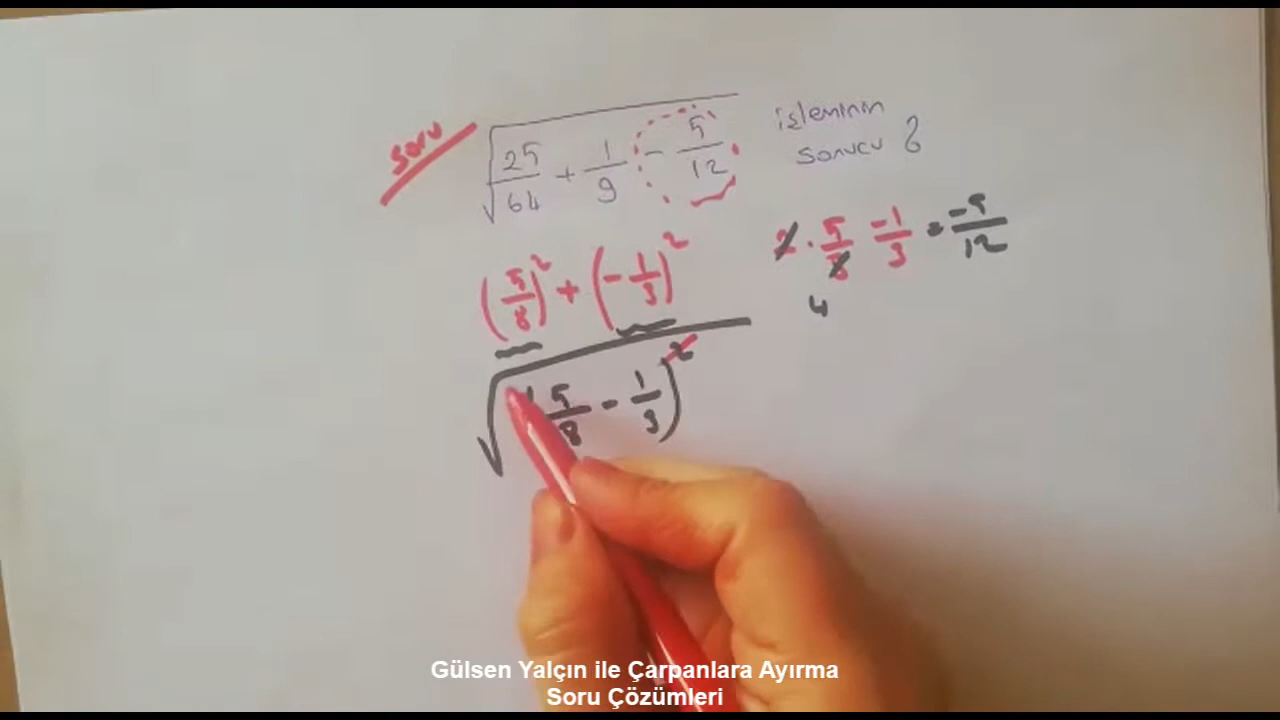 soru
√(25/64 + 1/9 - 5/12) işleminin
sonucu ?
(5/8)² + (-1/3)²
2 · 5/8 -1/3 = -5/12
4
√(5/8 - 1/3)²
Gülsen Yalçın ile Çarpanlara Ayırma
Soru Çözümleri